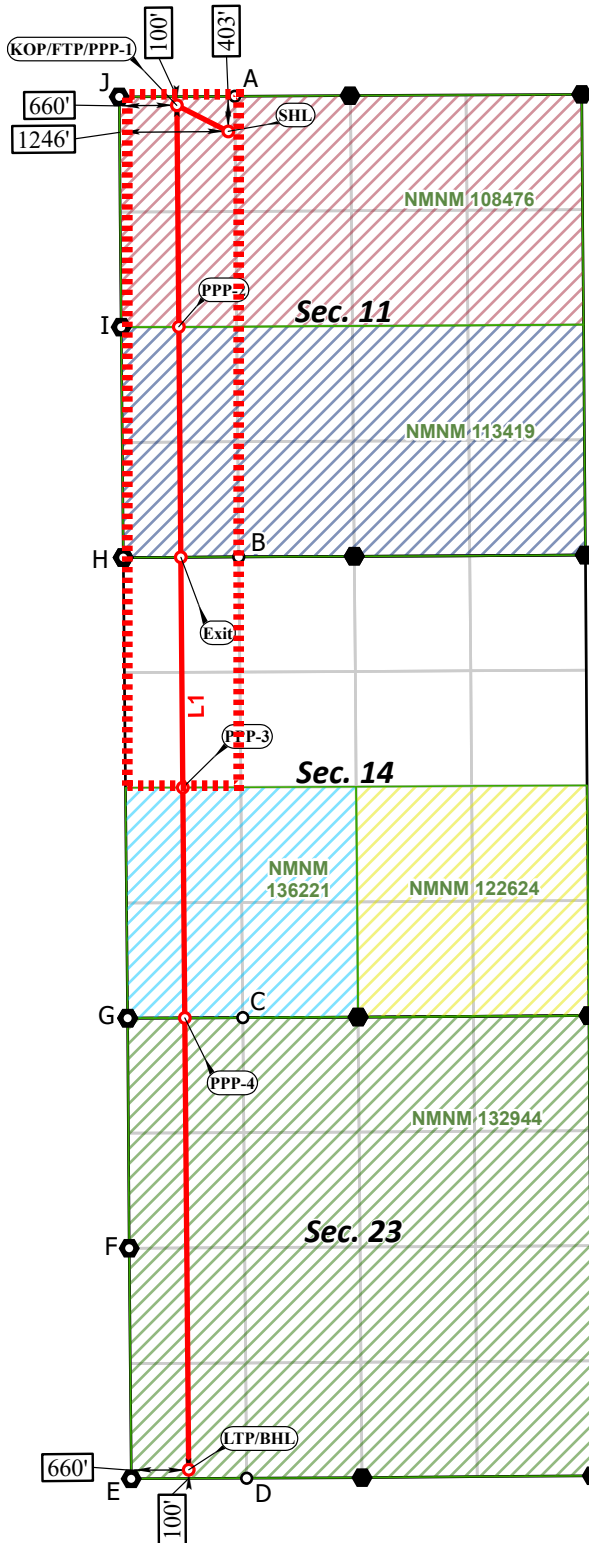 KOP/FTP/PPP-1
100'
403'
J
A
660'
SHL
1246'
NMNM 108476
PPP-2
Sec. 11
I
NMNM 113419
B
H
Exit
L1
PPP-3
Sec. 14
NMNM
136221
NMNM 122624
C
G
PPP-4
NMNM 132944
Sec. 23
F
LTP/BHL
660'
E
D
100'